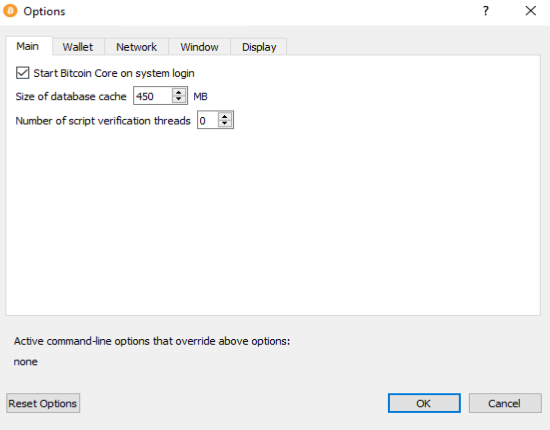 Options
?
Main Wallet Network Window Display
Start Bitcoin Core on system login
Size of database cache 450 MB
Number of script verification threads 0
Active command-line options that override above options:
none
Reset Options OK Cancel